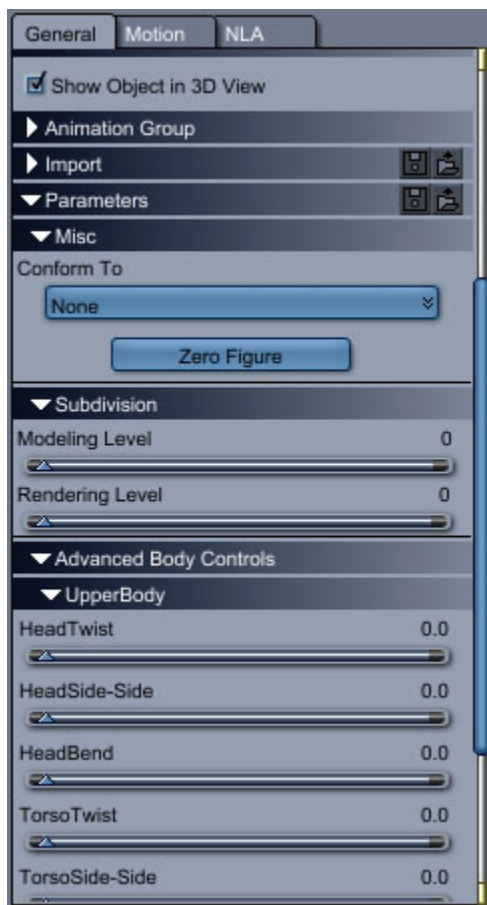 General Motion NLA
Show Object in 3D View
Animation Group
Import
Parameters
Misc
Conform To
None
Zero Figure
Subdivision
Modeling Level 0
Rendering Level 0
Advanced Body Controls
UpperBody
HeadTwist 0.0
HeadSide-Side 0.0
HeadBend 0.0
TorsoTwist 0.0
TorsoSide-Side 0.0